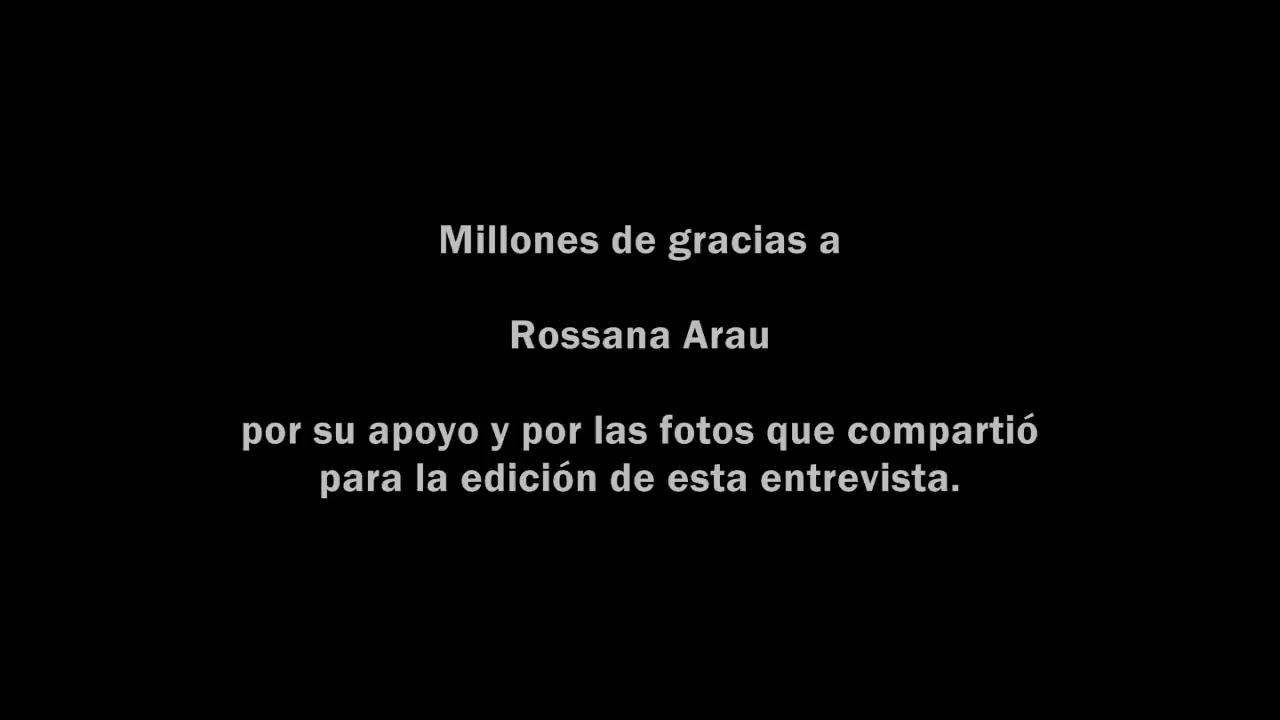 Millones de gracias a
Rossana Arau
por su apoyo y por las fotos que compartió
para la edición de esta entrevista.